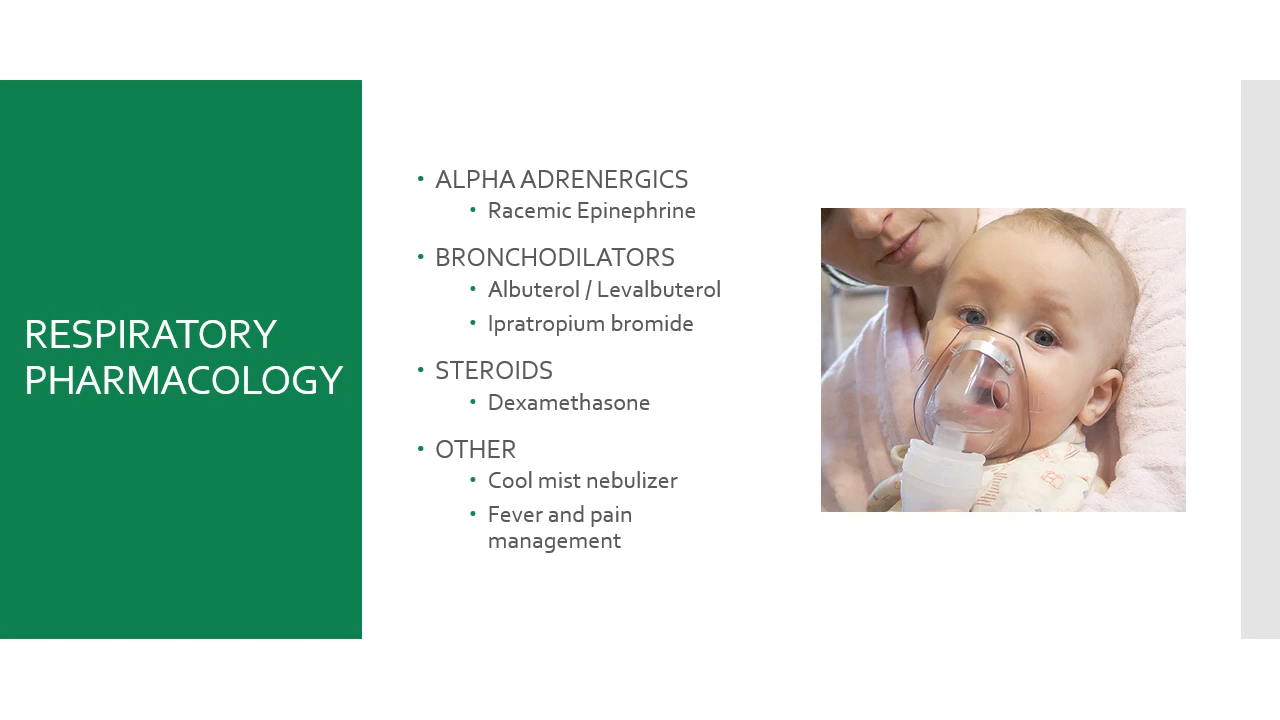 RESPIRATORY
PHARMACOLOGY
• ALPHA ADRENERGICS
• Racemic Epinephrine
• BRONCHODILATORS
• Albuterol / Levalbuterol
• Ipratropium bromide
• STEROIDS
• Dexamethasone
• OTHER
• Cool mist nebulizer
• Fever and pain
management